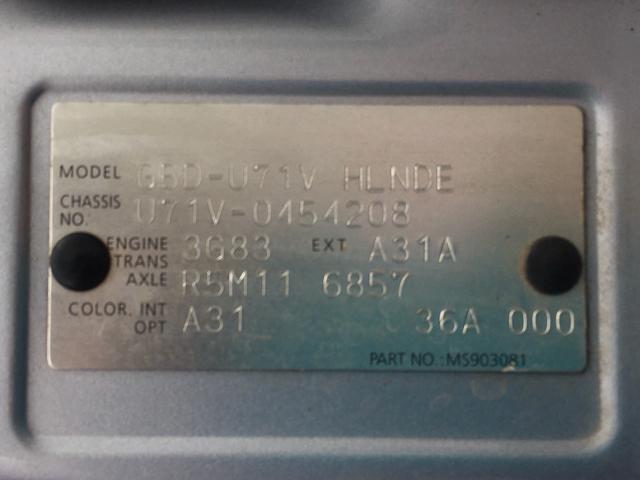 MODEL GBD-U71V HLNDE
CHASSIS NO. U71V-0454208
ENGINE 3G83 EXT A31A
TRANS AXLE R5M11 6857
COLOR. INT OPT A31 36A 000
PART NO.:MS903081